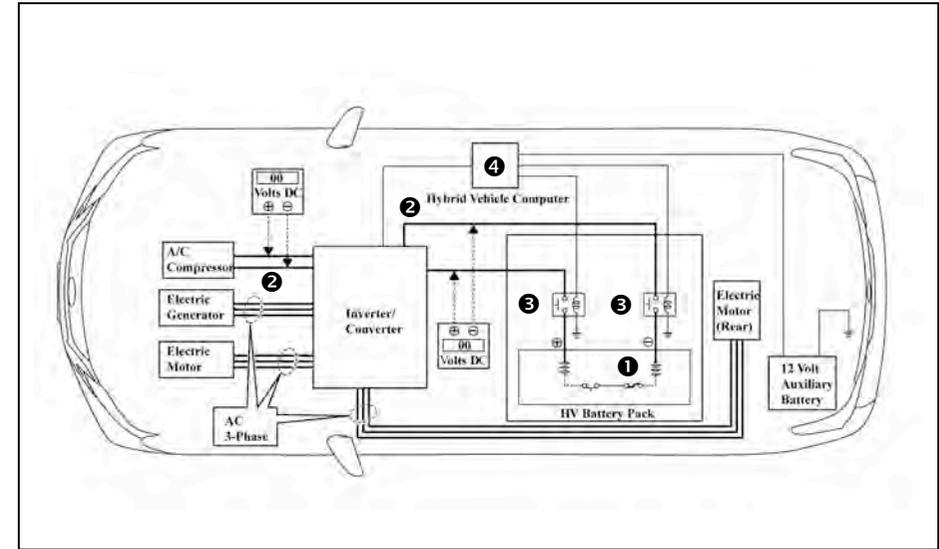 ❹
Hybrid Vehicle Computer
00
Volts DC
⊕ ⊖
❷
A/C
Compressor
❷
Electric
Generator
Electric
Motor
Inverter/
Converter
AC
3-Phase
⊕ ⊖
00
Volts DC
❸
❸
⊕
⊖
❶
HV Battery Pack
Electric
Motor
(Rear)
12 Volt
Auxiliary
Battery